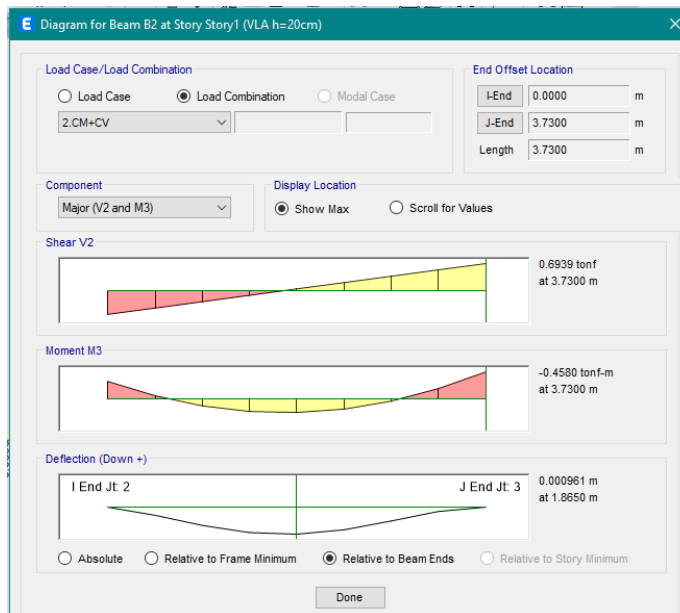 E Diagram for Beam B2 at Story Story1 (VLA h=20cm)
Load Case/Load Combination
Load Case Load Combination Modal Case
2.CM+CV
End Offset Location
I-End 0.0000 m
J-End 3.7300 m
Length 3.7300 m
Component
Major (V2 and M3)
Display Location
Show Max Scroll for Values
Shear V2
0.6939 tonf
at 3.7300 m
Moment M3
-0.4580 tonf-m
at 3.7300 m
Deflection (Down +)
I End Jt: 2 J End Jt: 3
0.000961 m
at 1.8650 m
Absolute Relative to Frame Minimum Relative to Beam Ends Relative to Story Minimum
Done